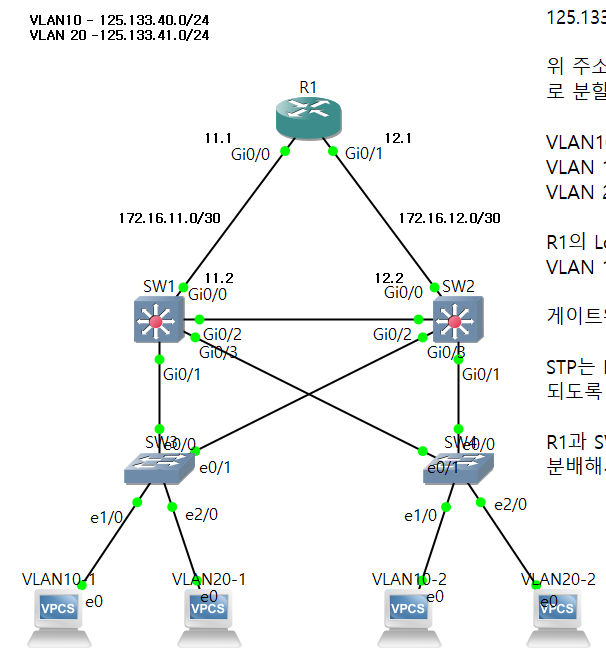 VLAN10 - 125.133.40.0/24
VLAN 20 -125.133.41.0/24
125.133
위 주소
로 분할
VLAN10
VLAN 1
VLAN 2
R1의 Lo
VLAN 1
게이트웨
STP는
되도록
R1과 SW
분배해
R1
11.1
12.1
Gi0/0
Gi0/1
172.16.11.0/30
172.16.12.0/30
11.2
12.2
SW1
SW2
Gi0/0
Gi0/0
Gi0/2
Gi0/2
Gi0/3
Gi0/3
Gi0/1
Gi0/1
SW3
e0/0
SW4
e0/0
e0/1
e0/1
e1/0
e2/0
e1/0
e2/0
VLAN10-1
VLAN20-1
VLAN10-2
VLAN20-2
e0
e0
e0
e0
VPCS
VPCS
VPCS
VPCS